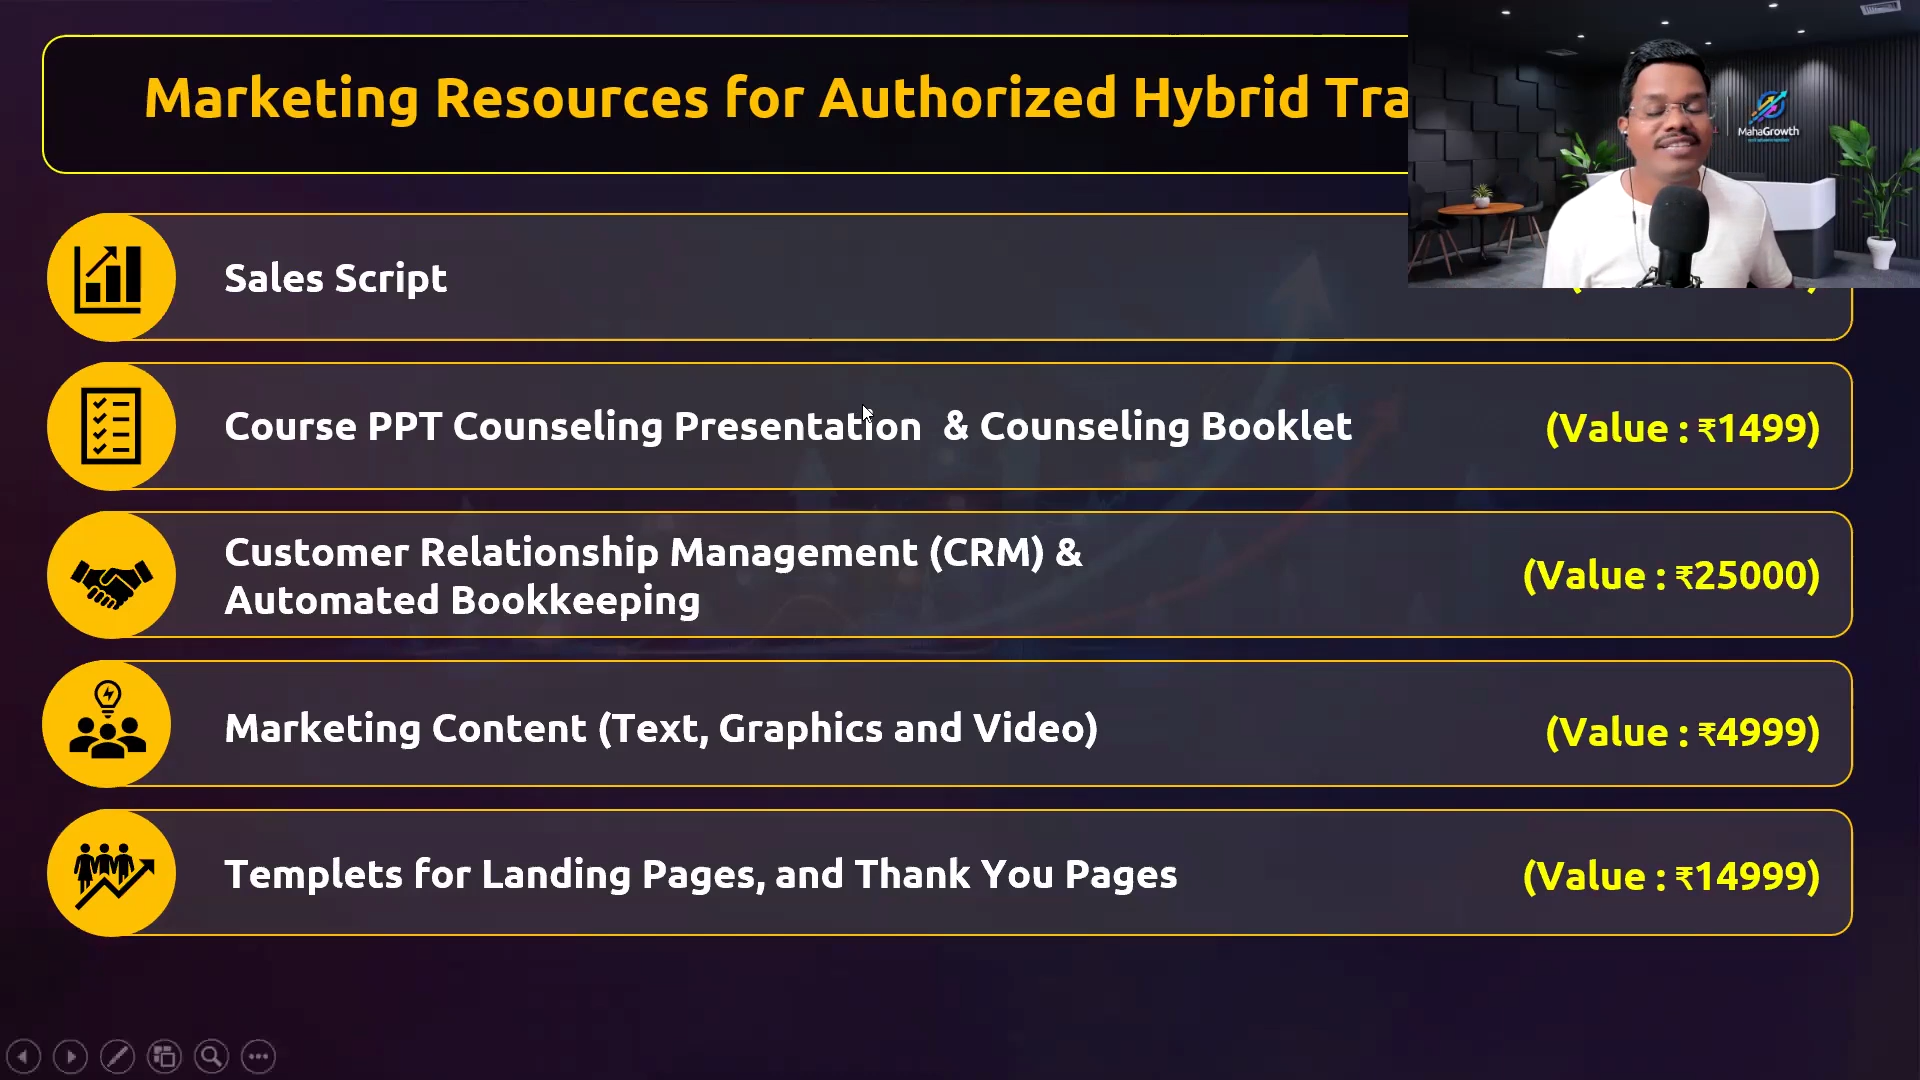 Marketing Resources for Authorized Hybrid
MahaGrowth
Sales Script
Course PPT Counseling Presentation & Counseling Booklet
(Value : ₹1499)
Customer Relationship Management (CRM) &
Automated Bookkeeping
(Value : ₹25000)
Marketing Content (Text, Graphics and Video)
(Value : ₹4999)
Templets for Landing Pages, and Thank You Pages
(Value : ₹14999)